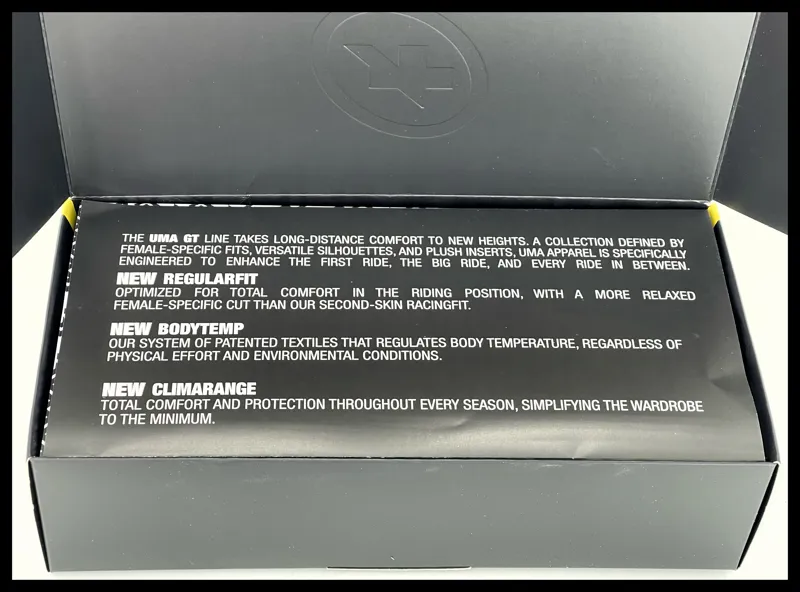 THE UMA GT LINE TAKES LONG-DISTANCE COMFORT TO NEW HEIGHTS. A COLLECTION DEFINED BY
FEMALE-SPECIFIC FITS, VERSATILE SILHOUETTES, AND PLUSH INSERTS, UMA APPAREL IS SPECIFICALLY
ENGINEERED TO ENHANCE THE FIRST RIDE, THE BIG RIDE, AND EVERY RIDE IN BETWEEN.
NEW REGULARFIT
OPTIMIZED FOR TOTAL COMFORT IN THE RIDING POSITION, WITH A MORE RELAXED
FEMALE-SPECIFIC CUT THAN OUR SECOND-SKIN RACINGFIT.
NEW BODYTEMP
OUR SYSTEM OF PATENTED TEXTILES THAT REGULATES BODY TEMPERATURE, REGARDLESS OF
PHYSICAL EFFORT AND ENVIRONMENTAL CONDITIONS.
NEW CLIMARANGE
TOTAL COMFORT AND PROTECTION THROUGHOUT EVERY SEASON, SIMPLIFYING THE WARDROBE
TO THE MINIMUM.